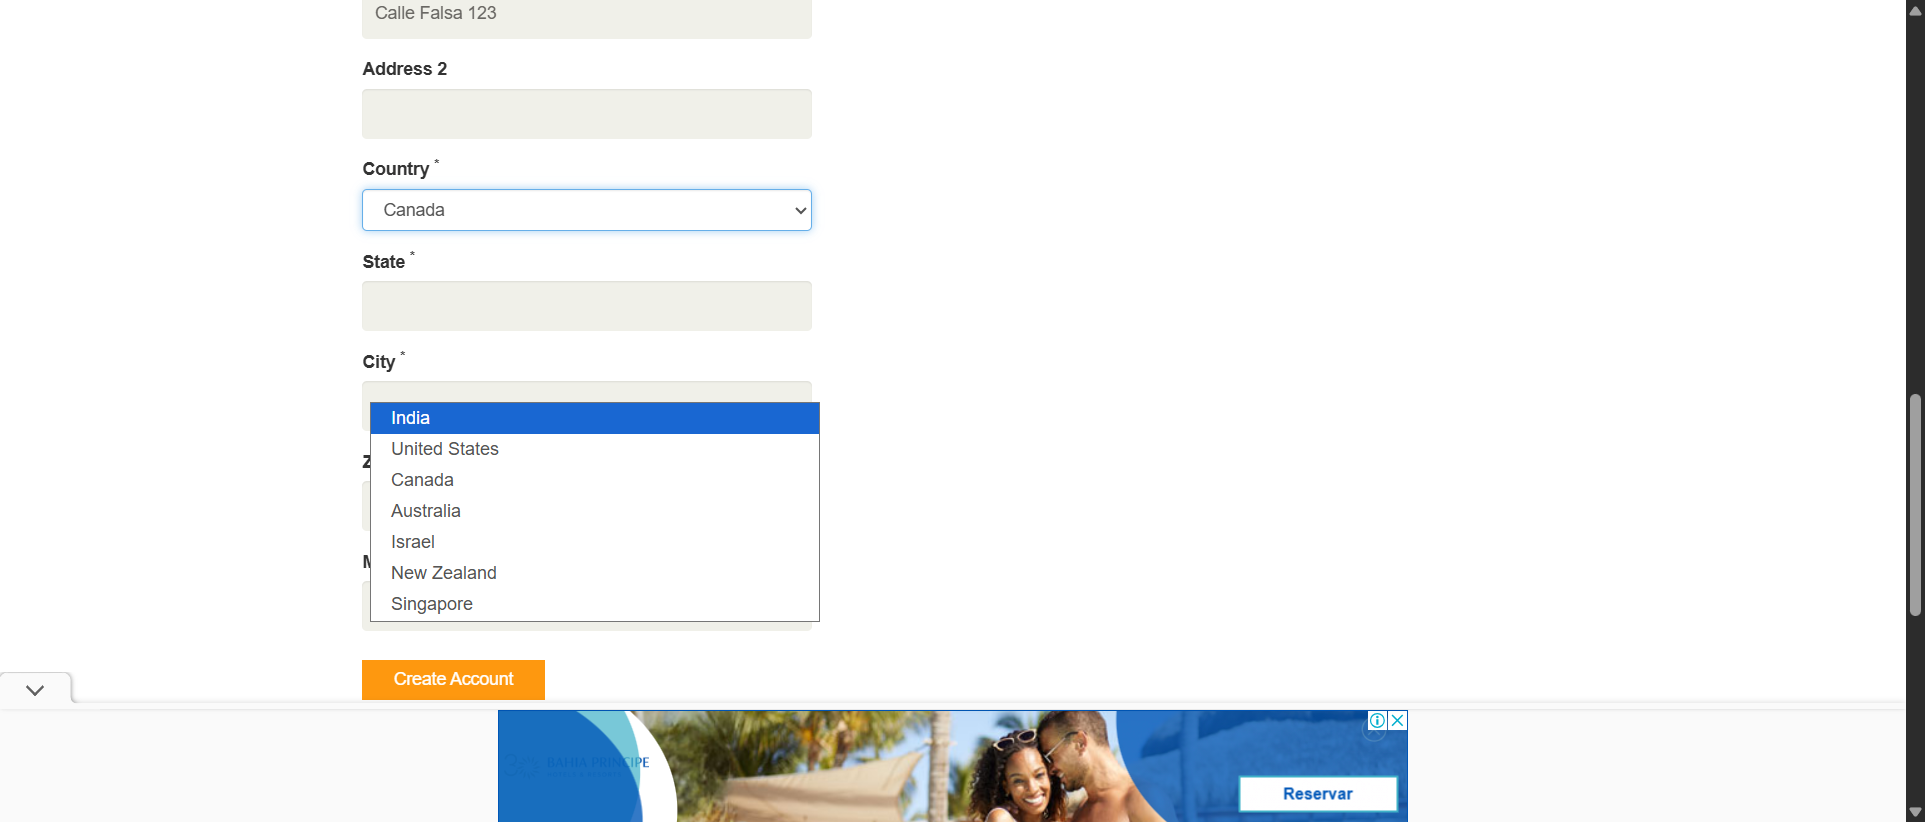 Calle Falsa 123
Address 2
Country *
Canada
State *
City *
India
United States
Canada
Australia
Israel
New Zealand
Singapore
Create Account
BAHIA PRINCIPE
Reservar